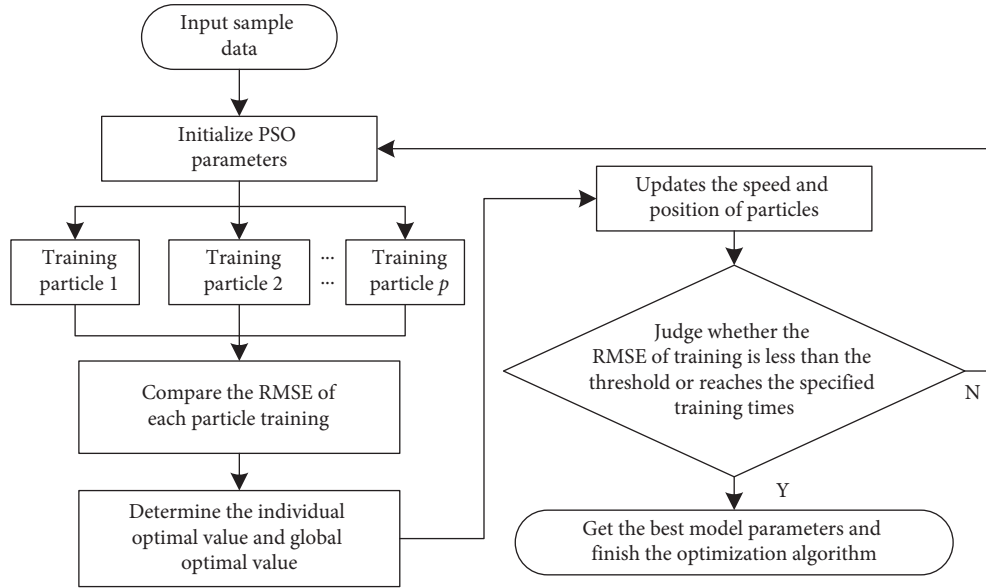 Input sample
data
Initialize PSO
parameters
Training
particle 1
Training
particle 2
...
...
Training
particle p
Compare the RMSE of
each particle training
Determine the individual
optimal value and global
optimal value
Updates the speed and
position of particles
Judge whether the
RMSE of training is less than the
threshold or reaches the specified
training times
N
Y
Get the best model parameters and
finish the optimization algorithm